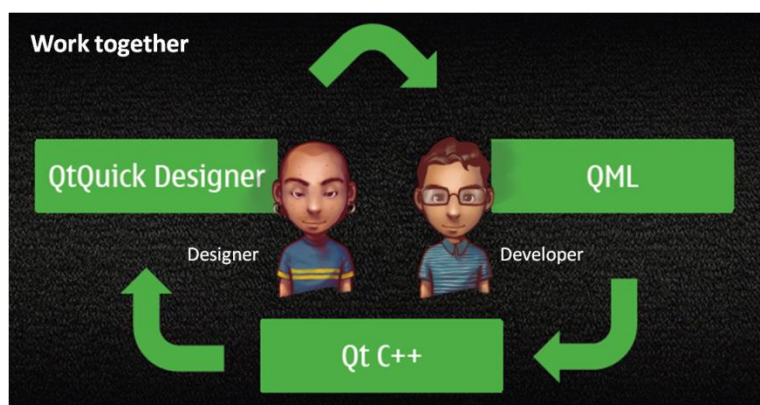 Work together
QtQuick Designer
QML
Designer
Developer
Qt C++